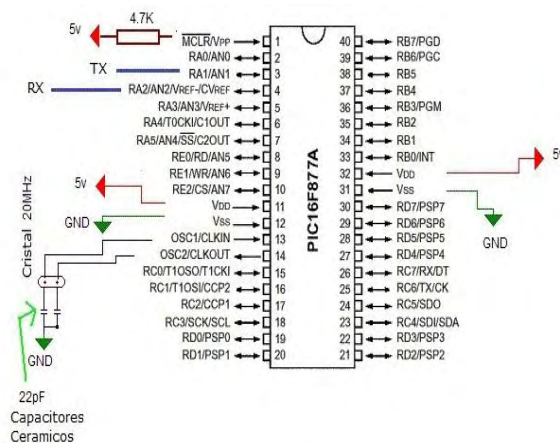 4.7K
5v
TX
RX
MCLR/VPP
RA0/AN0
RA1/AN1
RA2/AN2/VREF-/CVREF
RA3/AN3/VREF+
RA4/T0CKI/C1OUT
RA5/AN4/SS/C2OUT
RE0/RD/AN5
RE1/WR/AN6
RE2/CS/AN7
VDD
VSS
OSC1/CLKIN
OSC2/CLKOUT
RC0/T1OSO/T1CKI
RC1/T1OSI/CCP2
RC2/CCP1
RC3/SCK/SCL
RD0/PSP0
RD1/PSP1
1
2
3
4
5
6
7
8
9
10
11
12
13
14
15
16
17
18
19
20
PIC16F877A
40
39
38
37
36
35
34
33
32
31
30
29
28
27
26
25
24
23
22
21
RB7/PGD
RB6/PGC
RB5
RB4
RB3/PGM
RB2
RB1
RB0/INT
VDD
VSS
RD7/PSP7
RD6/PSP6
RD5/PSP5
RD4/PSP4
RC7/RX/DT
RC6/TX/CK
RC5/SDO
RC4/SDI/SDA
RD3/PSP3
RD2/PSP2
5v
GND
5v
GND
Cristal 20MHz
GND
22pF
Capacitores
Ceramicos